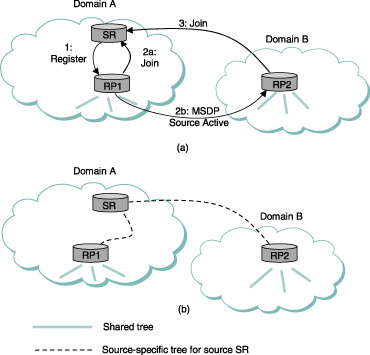 Domain A
SR
3: Join
1:
Register
2a:
Join
Domain B
RP1
RP2
2b: MSDP
Source Active
(a)
Domain A
SR
Domain B
RP1
RP2
(b)
Shared tree
Source-specific tree for source SR